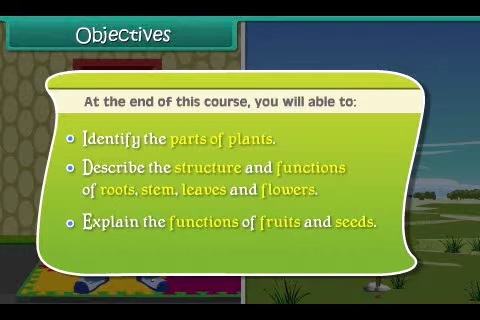 Objectives
At the end of this course, you will able to:
Identify the parts of plants.
Describe the structure and functions
of roots, stem, leaves and flowers.
Explain the functions of fruits and seeds.